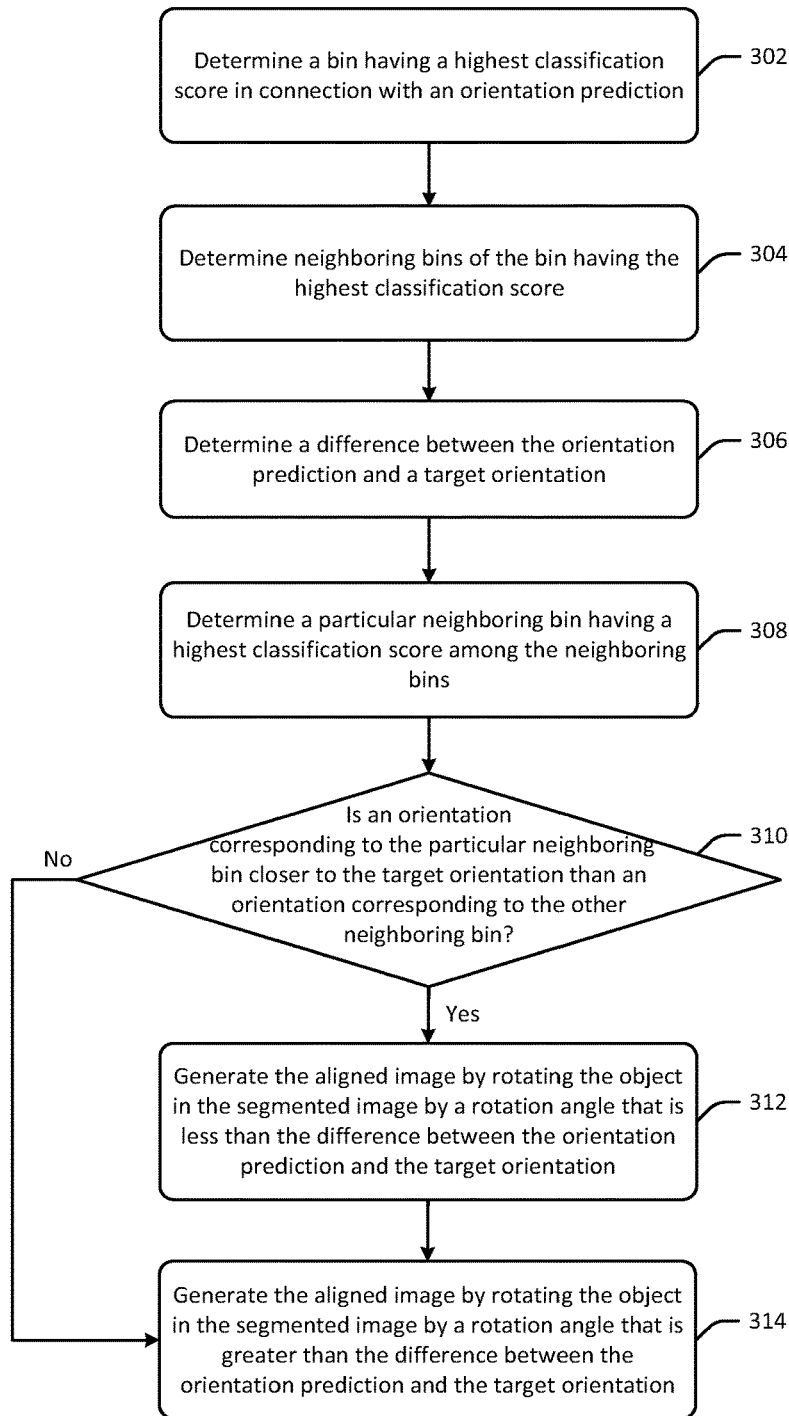 Determine a bin having a highest classification
score in connection with an orientation prediction
302
Determine neighboring bins of the bin having the
highest classification score
304
Determine a difference between the orientation
prediction and a target orientation
306
Determine a particular neighboring bin having a
highest classification score among the neighboring
bins
308
Is an orientation
corresponding to the particular neighboring
bin closer to the target orientation than an
orientation corresponding to the other
neighboring bin?
310
No
Yes
Generate the aligned image by rotating the object
in the segmented image by a rotation angle that is
less than the difference between the orientation
prediction and the target orientation
312
Generate the aligned image by rotating the object
in the segmented image by a rotation angle that is
greater than the difference between the
orientation prediction and the target orientation
314